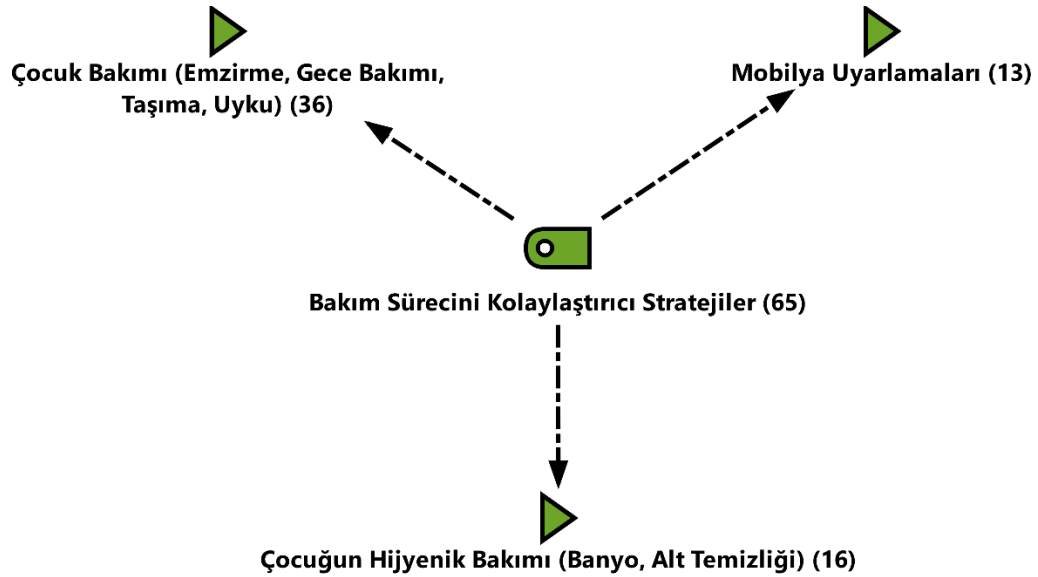 Çocuk Bakımı (Emzirme, Gece Bakımı,
Taşıma, Uyku) (36)
Mobilya Uyarlamaları (13)
Bakım Sürecini Kolaylaştırıcı Stratejiler (65)
Çocuğun Hijyenik Bakımı (Banyo, Alt Temizliği) (16)